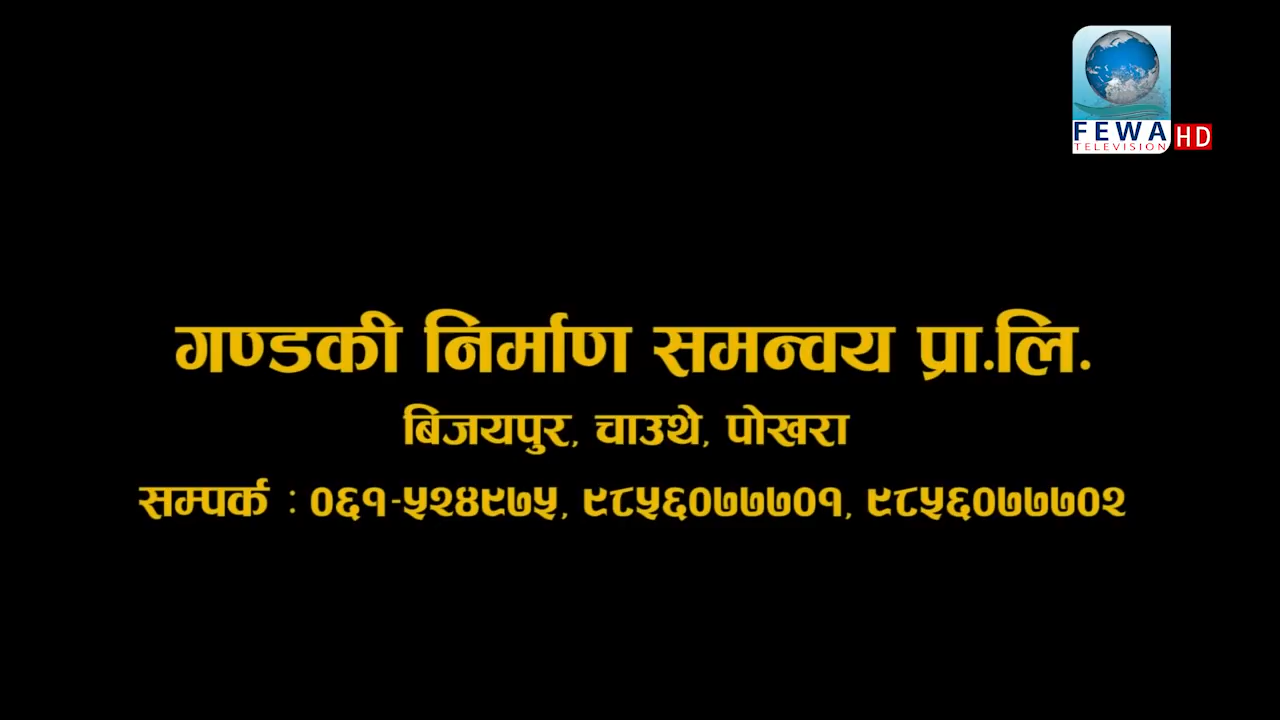 FEWA
TELEVISION HD
गण्डकी निर्माण समन्वय प्रा.लि.
बिजयपुर, चाउथे, पोखरा
सम्पर्क : ०६१-५२४९७५, ९८५६०७७७०१, ९८५६०७७७०२